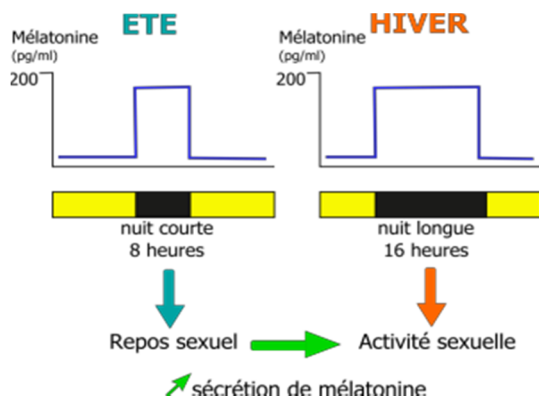 ETE
Mélatonine
(pg/ml)
200
nuit courte
8 heures
HIVER
Mélatonine
(pg/ml)
200
nuit longue
16 heures
Repos sexuel
Activité sexuelle
sécrétion de mélatonine